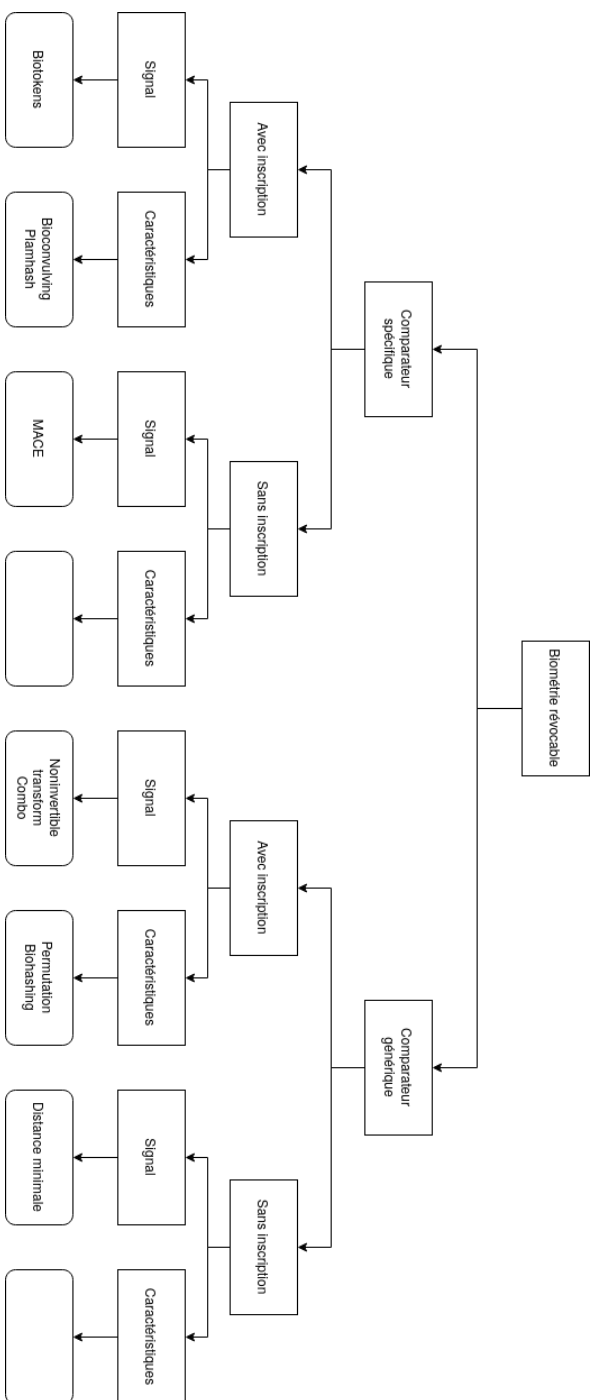 Biométrie révocable
Comparateur
spécifique
Comparateur
générique
Avec inscription
Sans inscription
Avec inscription
Sans inscription
Signal
Caractéristiques
Signal
Caractéristiques
Signal
Caractéristiques
Signal
Caractéristiques
Biotokens
Bioconvulving
Plamhash
MACE
Noninvertible
transform
Combo
Permutation
Biohashing
Distance minimale